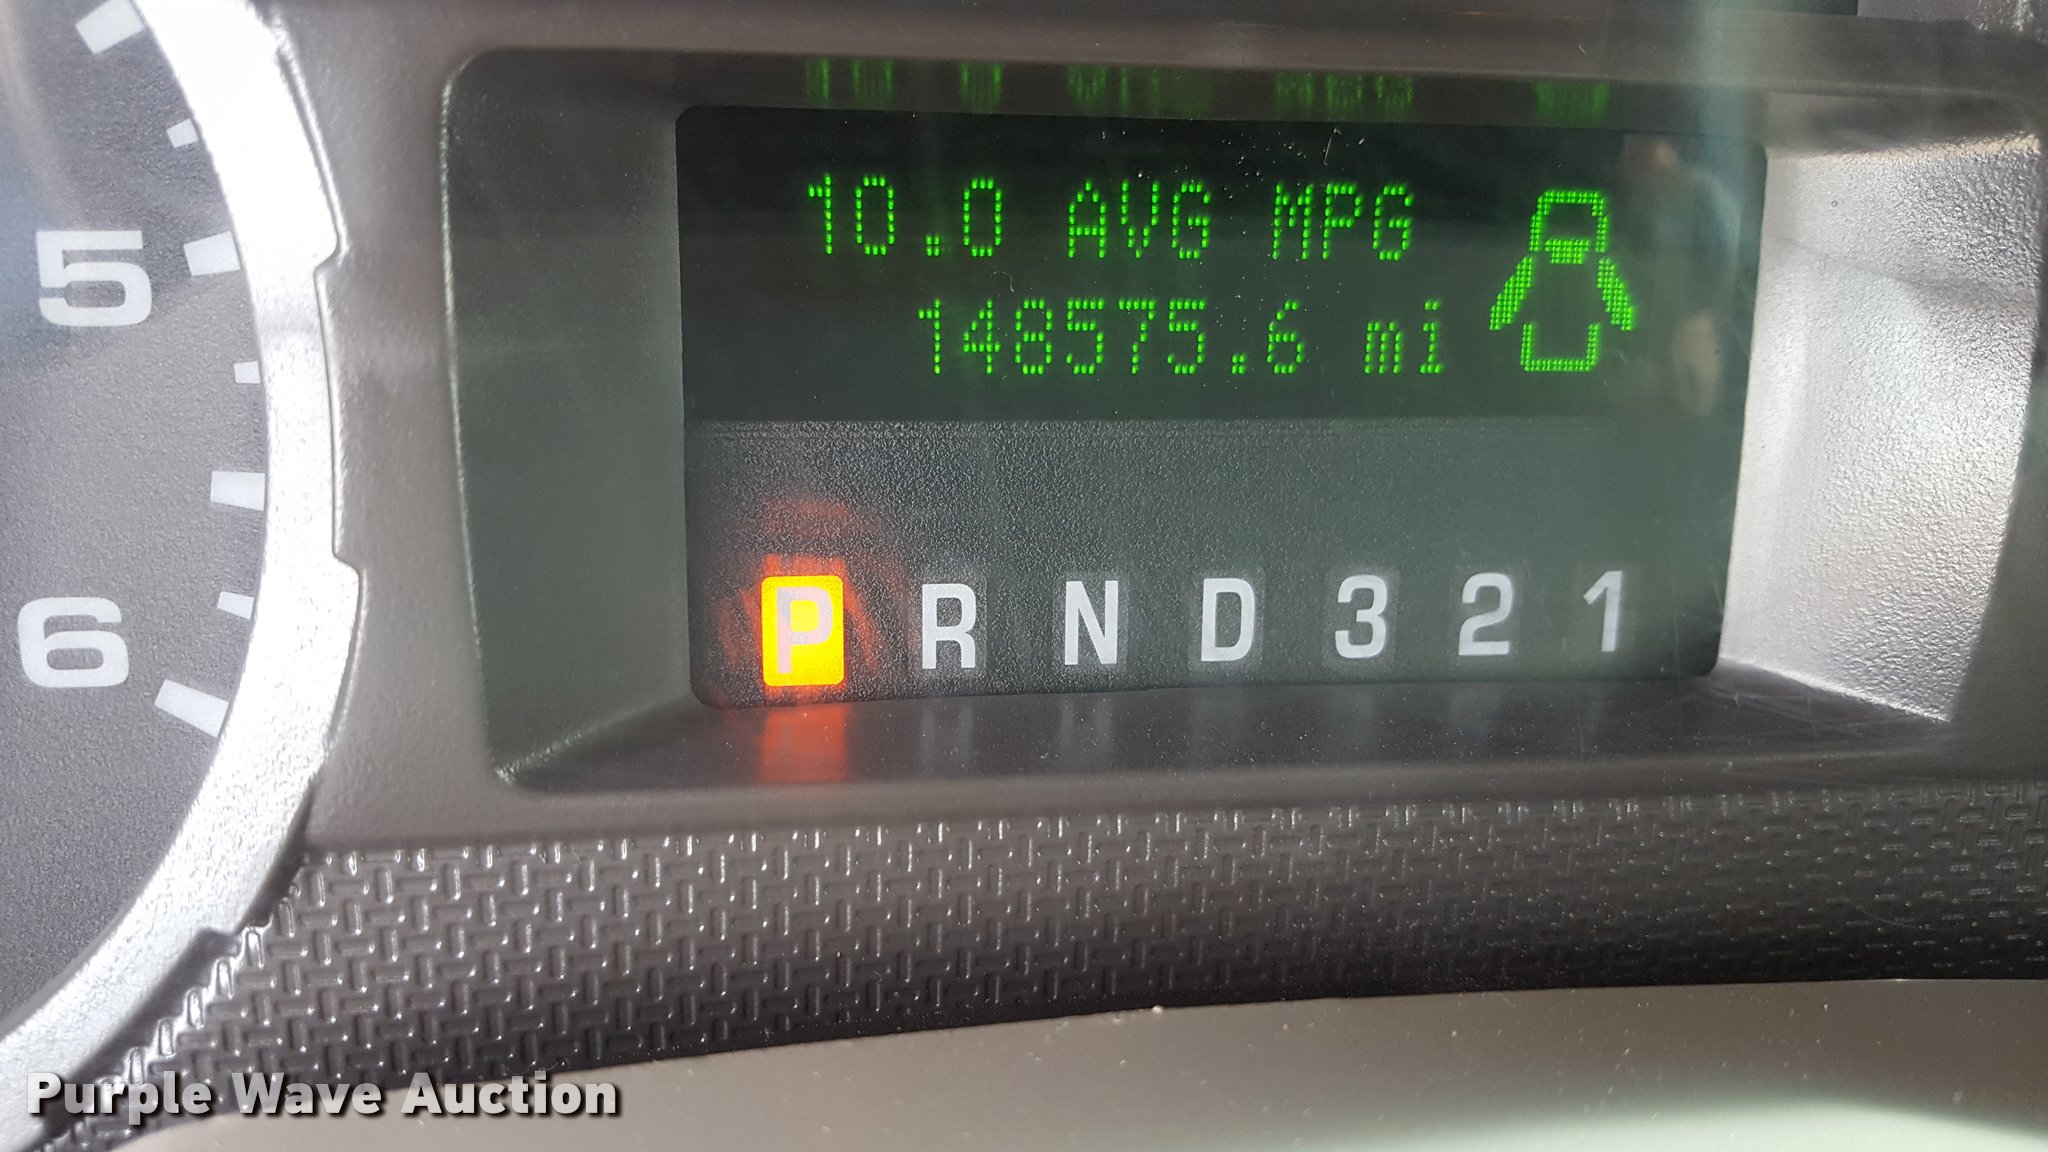 5
6
10.0 AVG MPG
148575.6 mi
P R N D 3 2 1
Purple Wave Auction